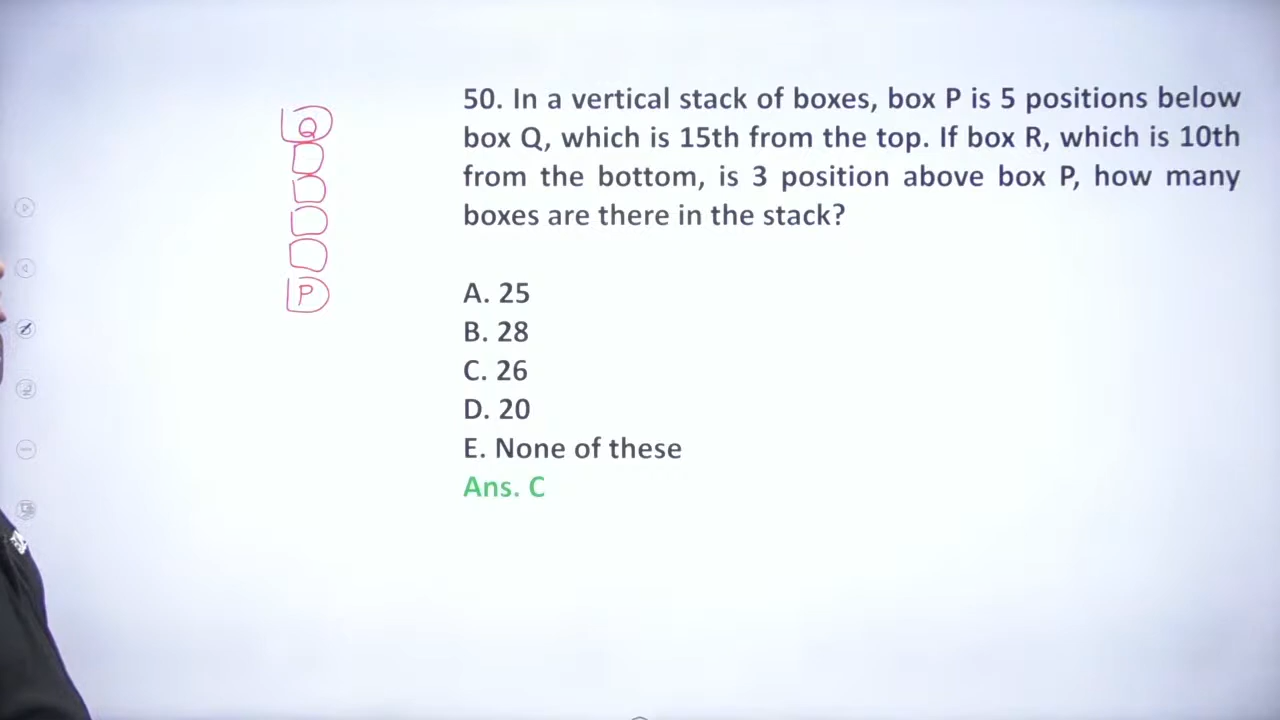 Q
P
50. In a vertical stack of boxes, box P is 5 positions below
box Q, which is 15th from the top. If box R, which is 10th
from the bottom, is 3 position above box P, how many
boxes are there in the stack?
A. 25
B. 28
C. 26
D. 20
E. None of these
Ans. C